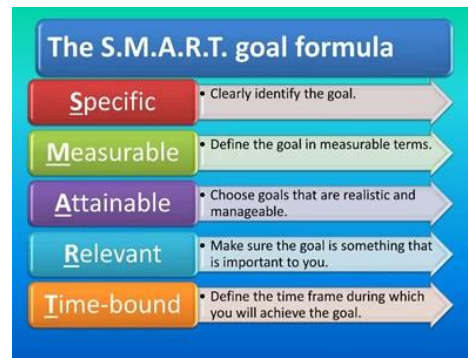 The S.M.A.R.T. goal formula
Specific
• Clearly identify the goal.
Measurable
• Define the goal in measurable terms.
Attainable
• Choose goals that are realistic and
manageable.
Relevant
• Make sure the goal is something that
is important to you.
Time-bound
• Define the time frame during which
you will achieve the goal.